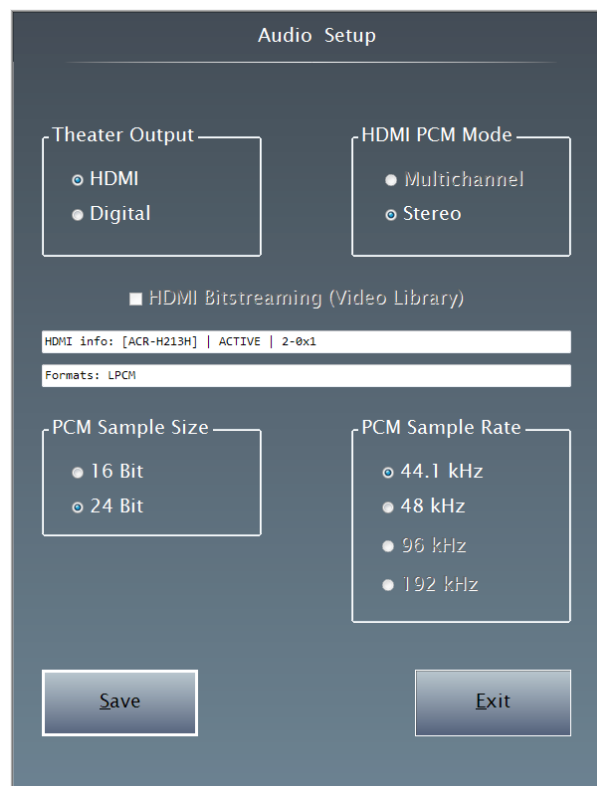 Audio Setup
Theater Output
HDMI
Digital
HDMI PCM Mode
Multichannel
Stereo
HDMI Bitstreaming (Video Library)
HDMI info: [ACR-H213H] | ACTIVE | 2-0x1
Formats: LPCM
PCM Sample Size
16 Bit
24 Bit
PCM Sample Rate
44.1 kHz
48 kHz
96 kHz
192 kHz
Save
Exit